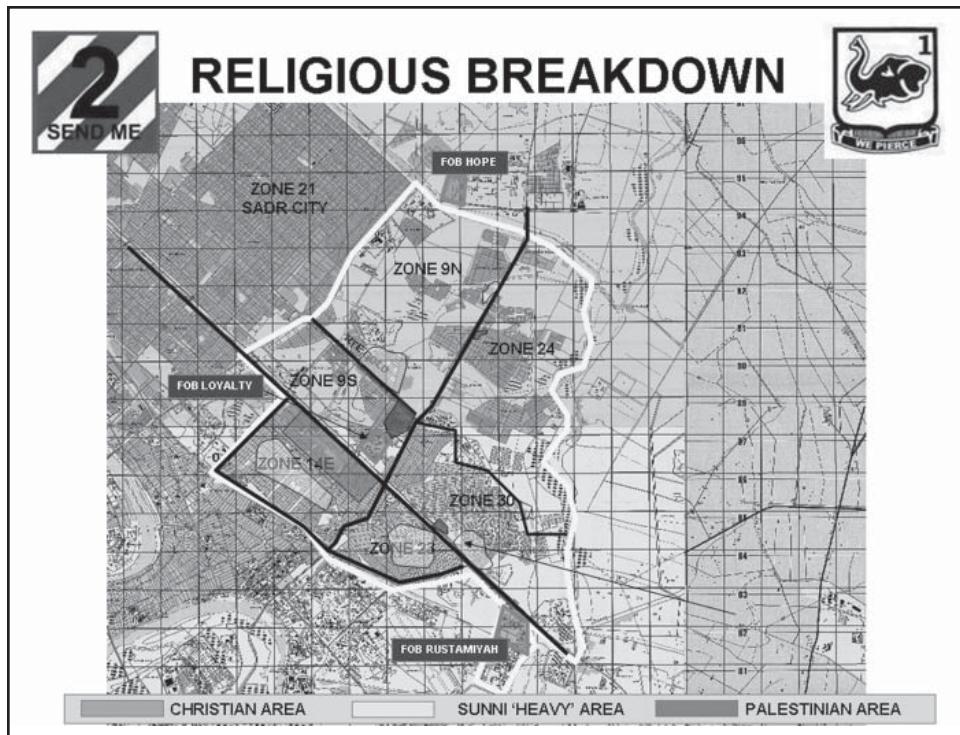 2
SEND ME
RELIGIOUS BREAKDOWN
1
WE PIERCE
FOB HOPE
ZONE 21
SADR CITY
ZONE 9N
ZONE 24
FOB LOYALTY
ZONE 9S
ZONE 14E
ZONE 30
ZONE 23
FOB RUSTAMIYAH
CHRISTIAN AREA
SUNNI ‘HEAVY’ AREA
PALESTINIAN AREA